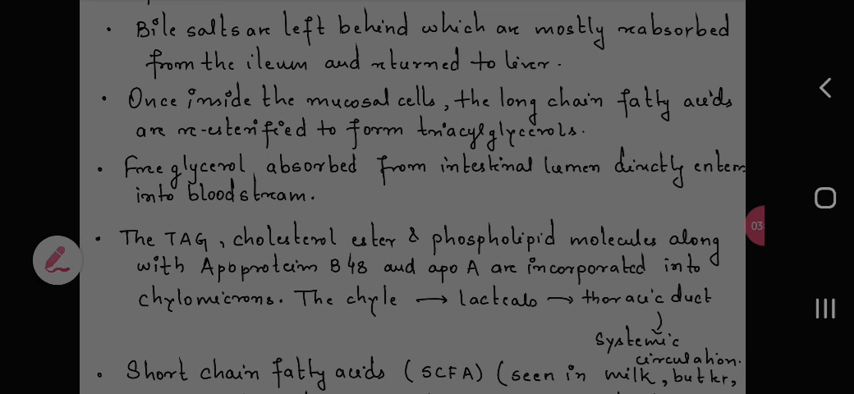 • Bile salts are left behind which are mostly reabsorbed
from the ileum and returned to liver.
• Once inside the mucosal cells, the long chain fatty acids
are re-esterified to form triacylglycerols.
• Free glycerol absorbed from intestinal lumen directly enters
into bloodstream.
• The TAG, cholesterol ester & phospholipid molecules along
with Apoprotein B48 and apo A are incorporated into
chylomicrons. The chyle → lacteals → thoracic duct
↓
Systemic
circulation.
• Short chain fatty acids (SCFA) (seen in milk, butter,
03